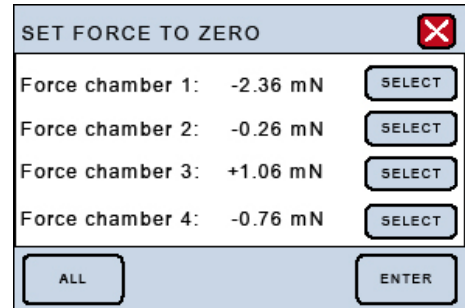 SET FORCE TO ZERO
Force chamber 1: -2.36 mN SELECT
Force chamber 2: -0.26 mN SELECT
Force chamber 3: +1.06 mN SELECT
Force chamber 4: -0.76 mN SELECT
ALL ENTER